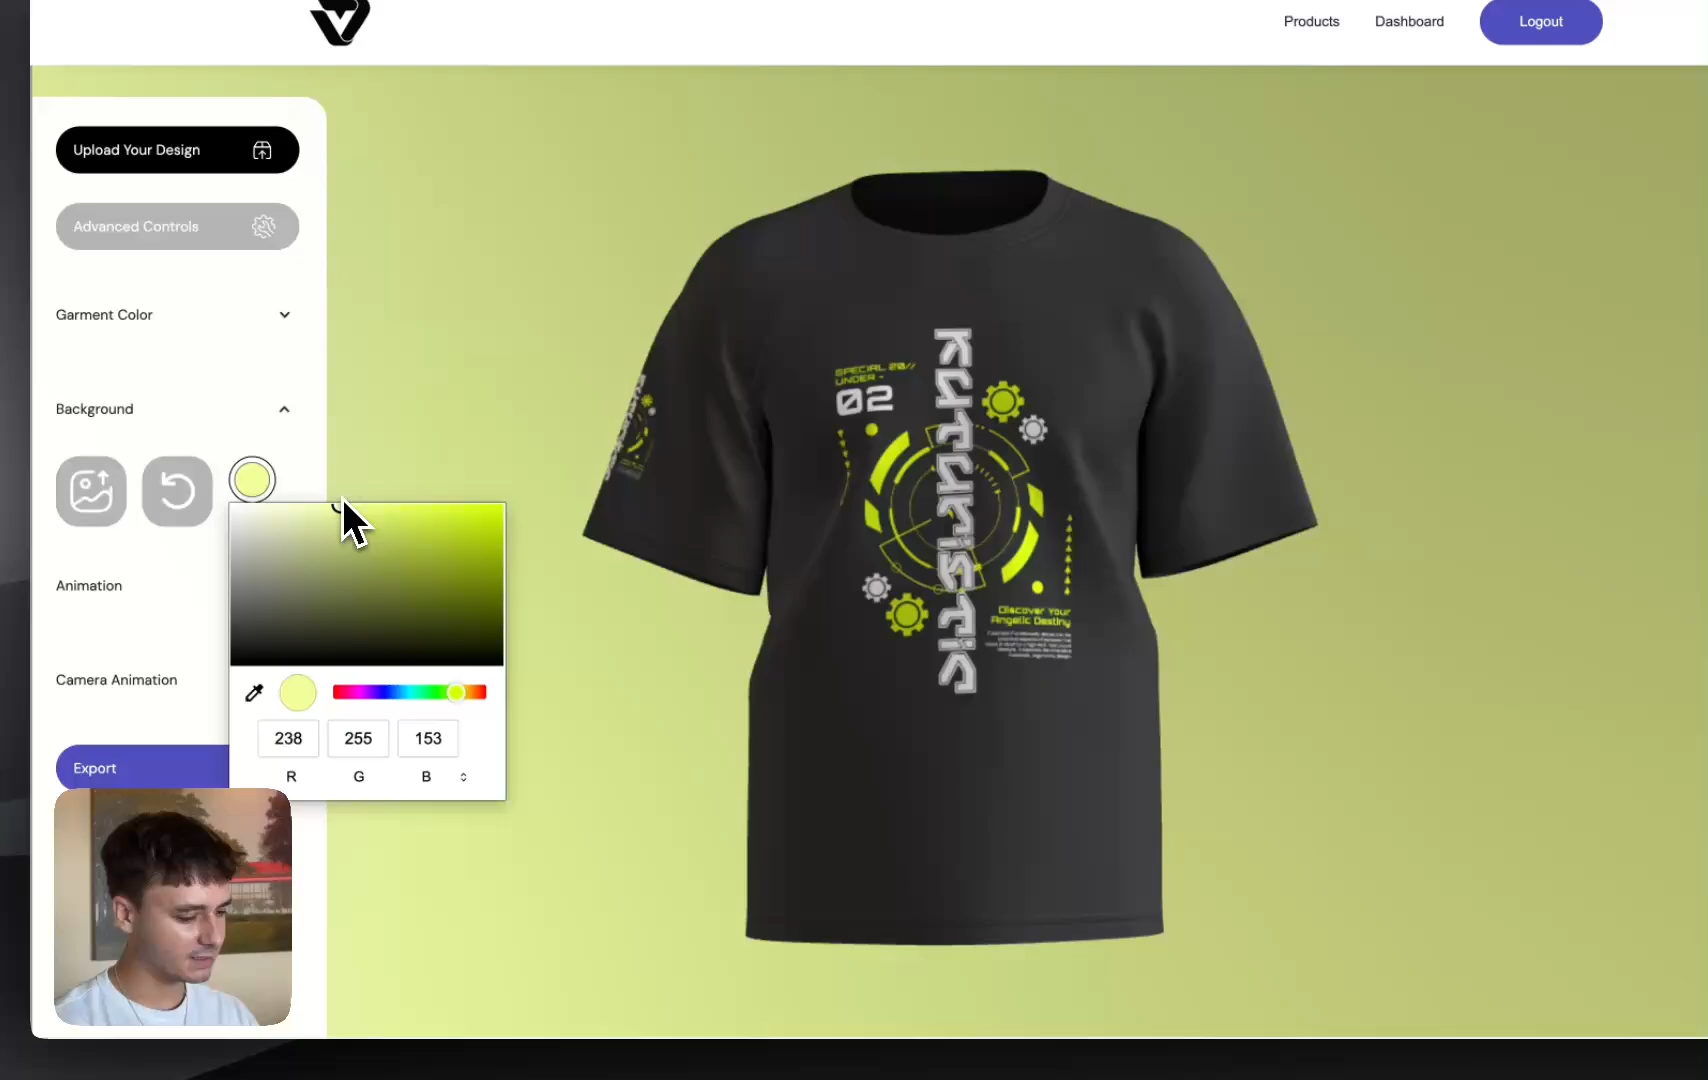 Products
Dashboard
Logout
Upload Your Design
Advanced Controls
Garment Color
Background
Animation
Camera Animation
Export
238
255
153
R
G
B
SPECIAL 20//
UNDER -
02
Discover Your
Angelic Destiny